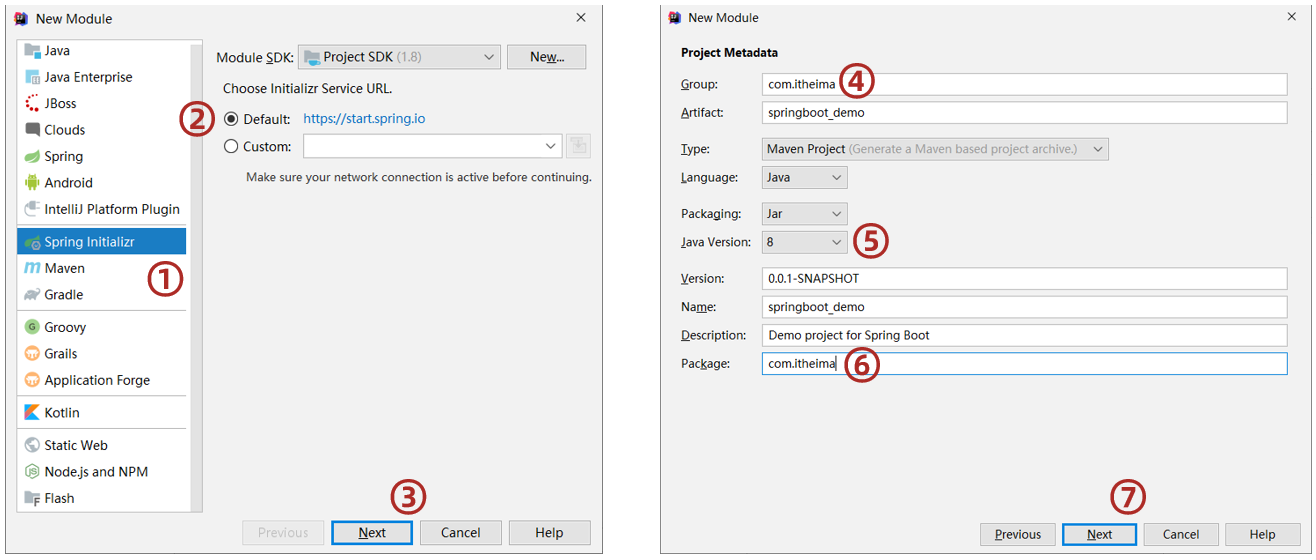 New Module
Java
Java Enterprise
JBoss
Clouds
Spring
Android
IntelliJ Platform Plugin
Spring Initializr
①
Maven
Gradle
Groovy
Grails
Application Forge
Kotlin
Static Web
Node.js and NPM
Flash
Module SDK: Project SDK (1.8) New...
Choose Initializr Service URL.
② Default: https://start.spring.io
Custom:
Make sure your network connection is active before continuing.
③
Previous Next Cancel Help
New Module
Project Metadata
Group: com.itheima ④
Artifact: springboot_demo
Type: Maven Project (Generate a Maven based project archive.)
Language: Java
Packaging: Jar
Java Version: 8 ⑤
Version: 0.0.1-SNAPSHOT
Name: springboot_demo
Description: Demo project for Spring Boot
Package: com.itheima ⑥
⑦
Previous Next Cancel Help